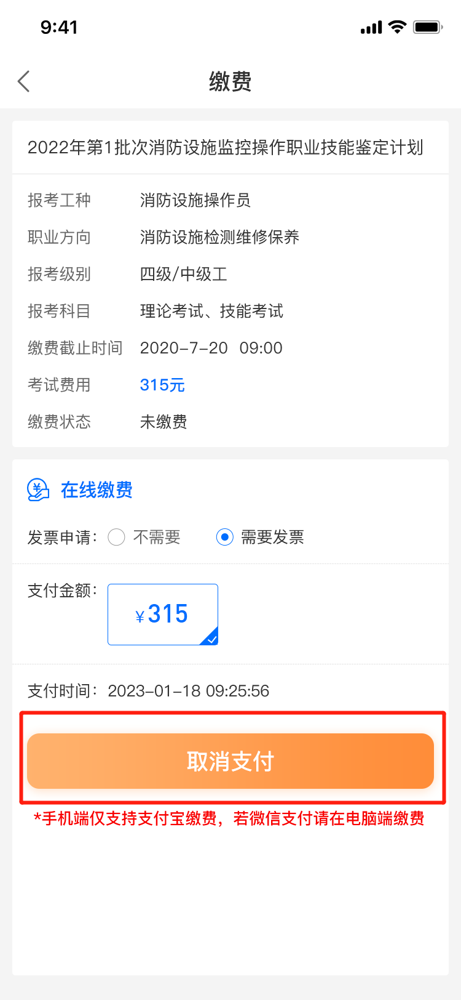 9:41
缴费
2022年第1批次消防设施监控操作职业技能鉴定计划
报考工种 消防设施操作员
职业方向 消防设施检测维修保养
报考级别 四级/中级工
报考科目 理论考试、技能考试
缴费截止时间 2020-7-20 09:00
考试费用 315元
缴费状态 未缴费
在线缴费
发票申请: 不需要 需要发票
支付金额: ¥315
支付时间: 2023-01-18 09:25:56
取消支付
*手机端仅支持支付宝缴费，若微信支付请在电脑端缴费